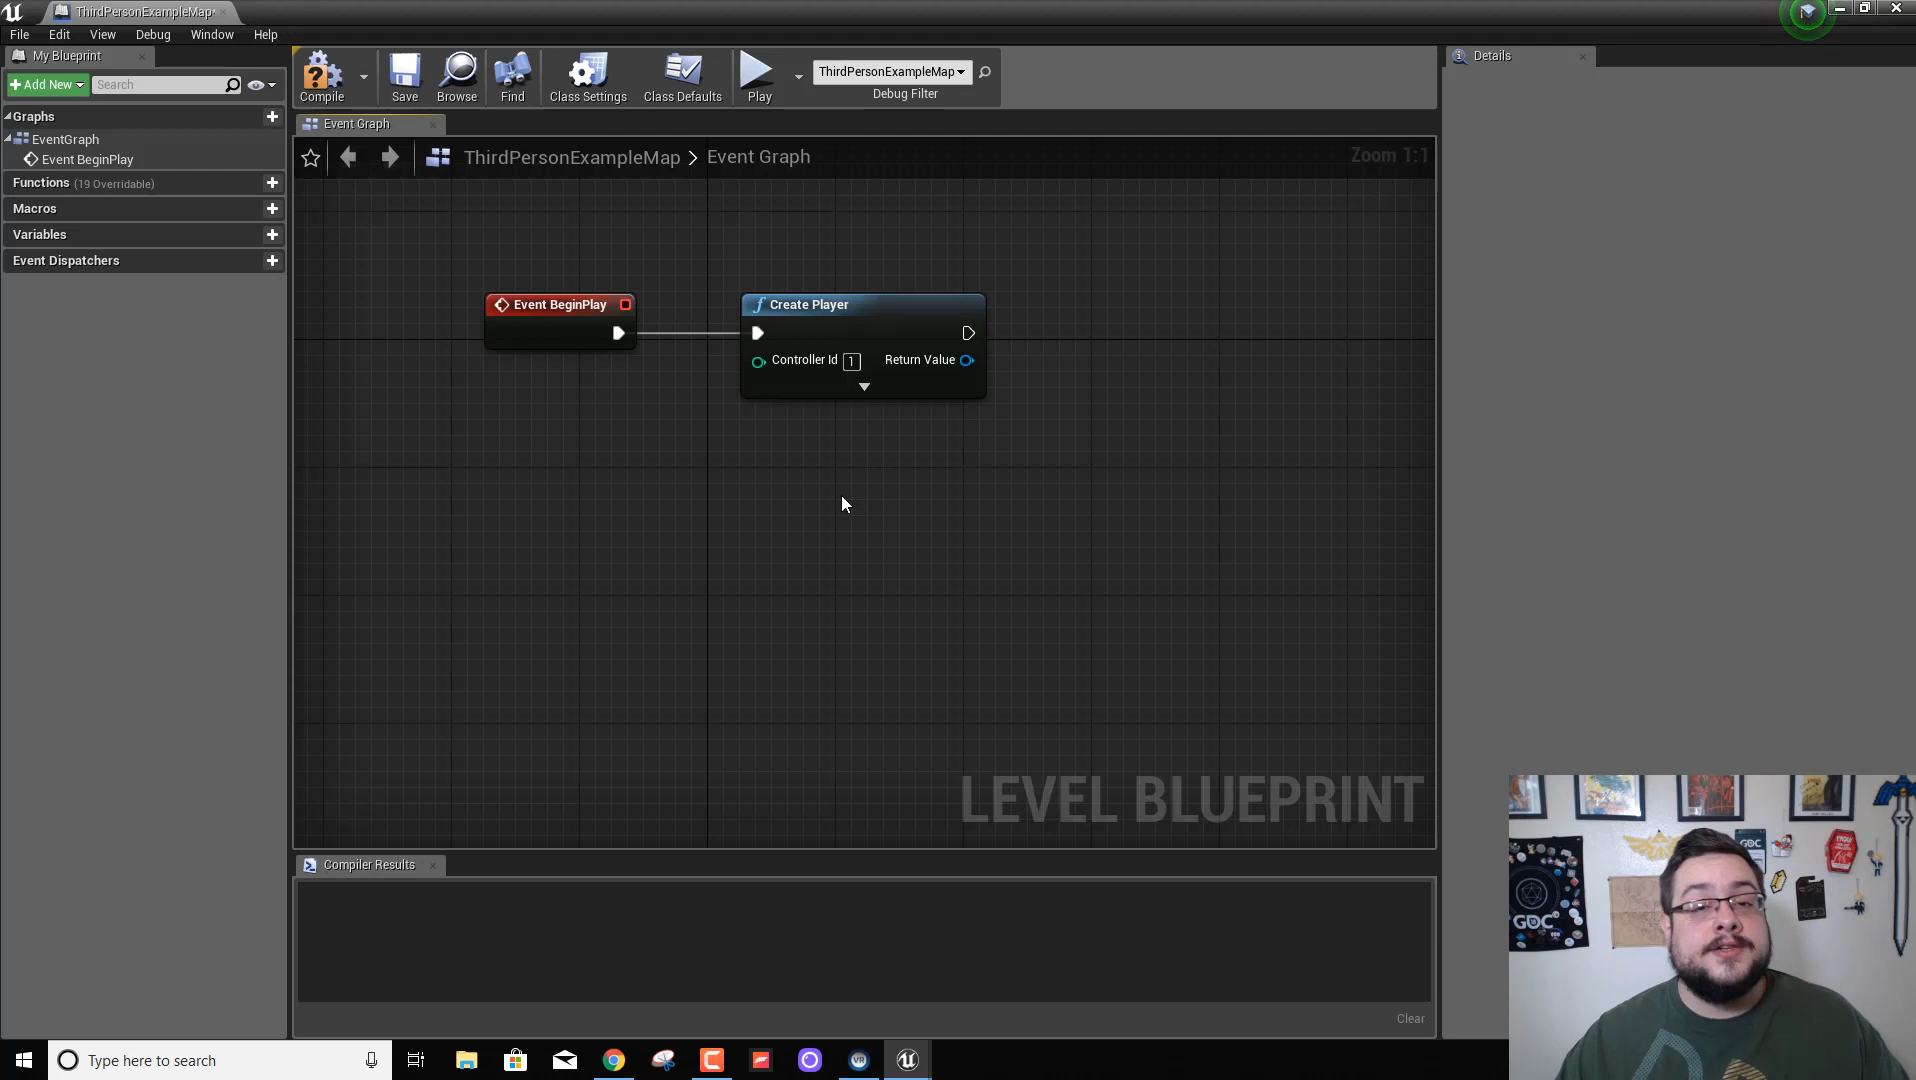 ThirdPersonExampleMap*
File Edit View Debug Window Help
My Blueprint
Add New
Search
Graphs
EventGraph
Event BeginPlay
Functions (19 Overridable)
Macros
Variables
Event Dispatchers
Compile
Save
Browse
Find
Class Settings
Class Defaults
Play
ThirdPersonExampleMap
Debug Filter
Event Graph
ThirdPersonExampleMap > Event Graph
Zoom 1:1
Event BeginPlay
Create Player
Controller Id 1 Return Value
LEVEL BLUEPRINT
Compiler Results
Clear
Details
GDC
GDC
Type here to search
VR